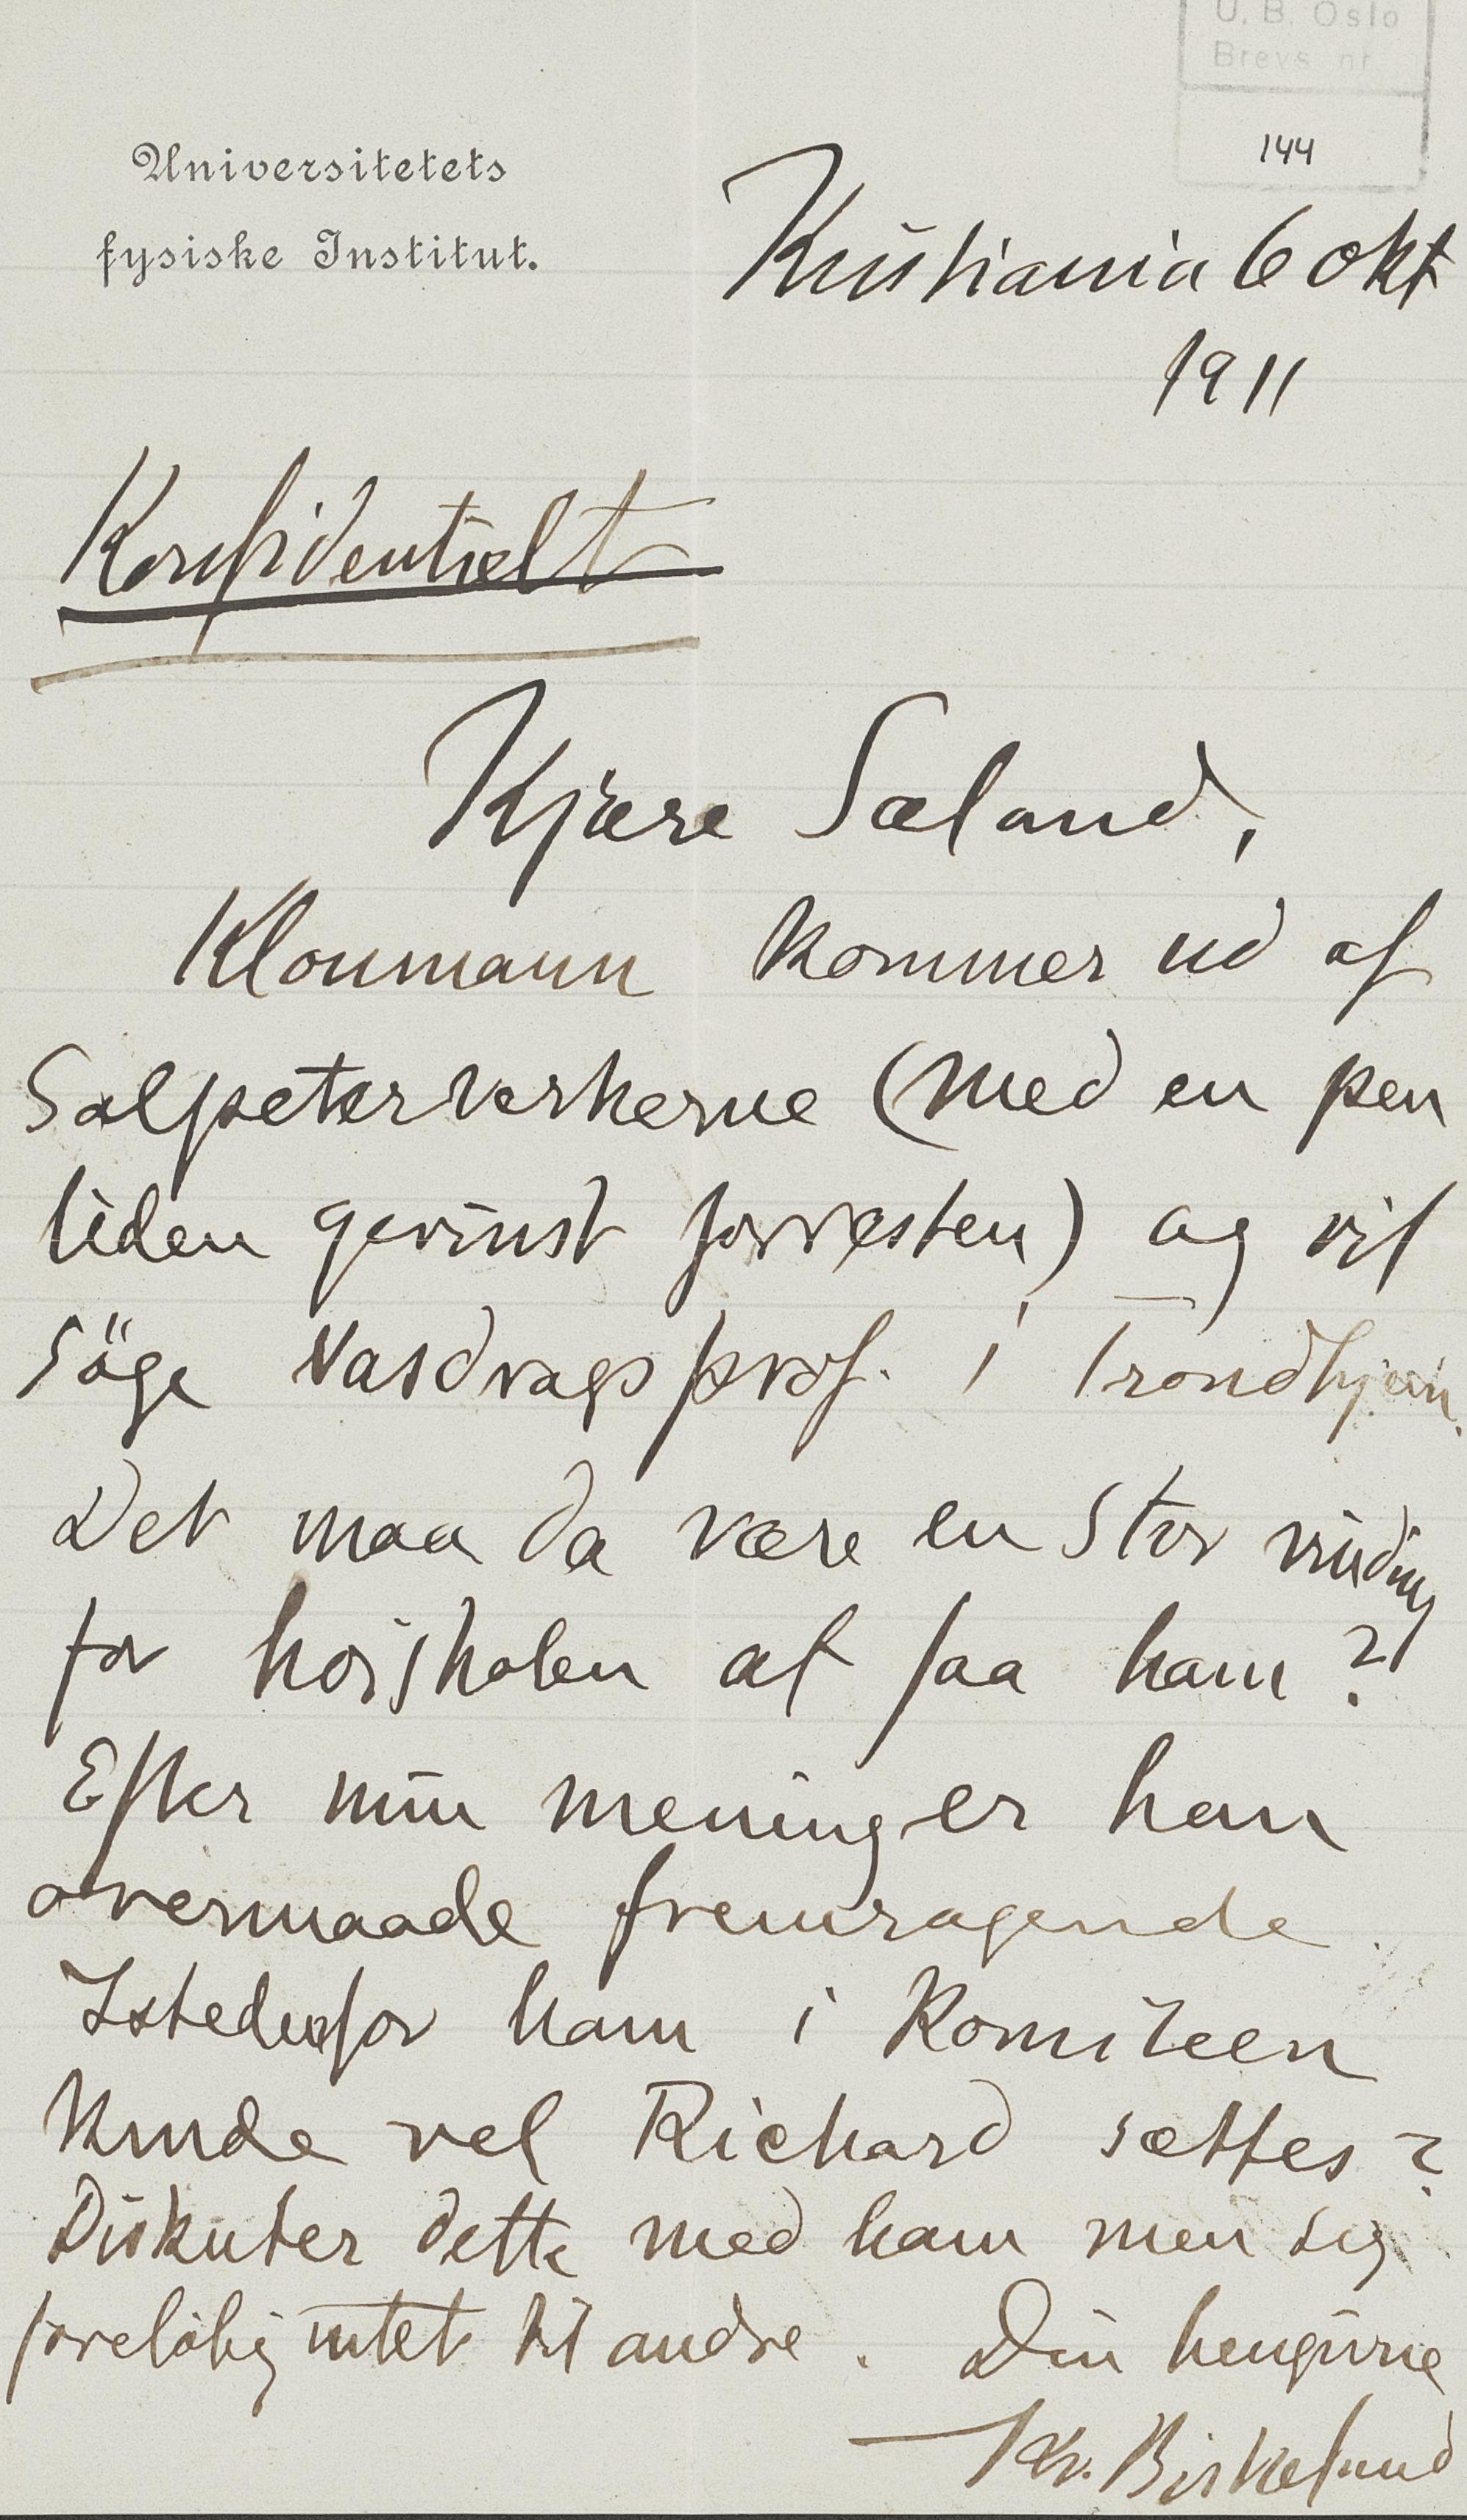 U. B. Oslo
Brevs. nr.
144
Universitetets
fysiske Institut.
Kristiania 6 okt
1911
Konfidentielt
Kjære Sæland,
Kloumann kommer ud af
Salpeterverkerne (med en pen
liden gevinst forresten) og vil
söge Vasdragsprof. i Trondhjem.
Det maa da være en stor vinding
for høiskolen at faa ham?
Efter min mening er han
overmaade fremragende.
Istedenfor ham i Komiteen
kunde vel Richard sættes?
Diskuter dette med ham men sig
foreløbig intet til andre. Din hengivne
Kr. Birkeland